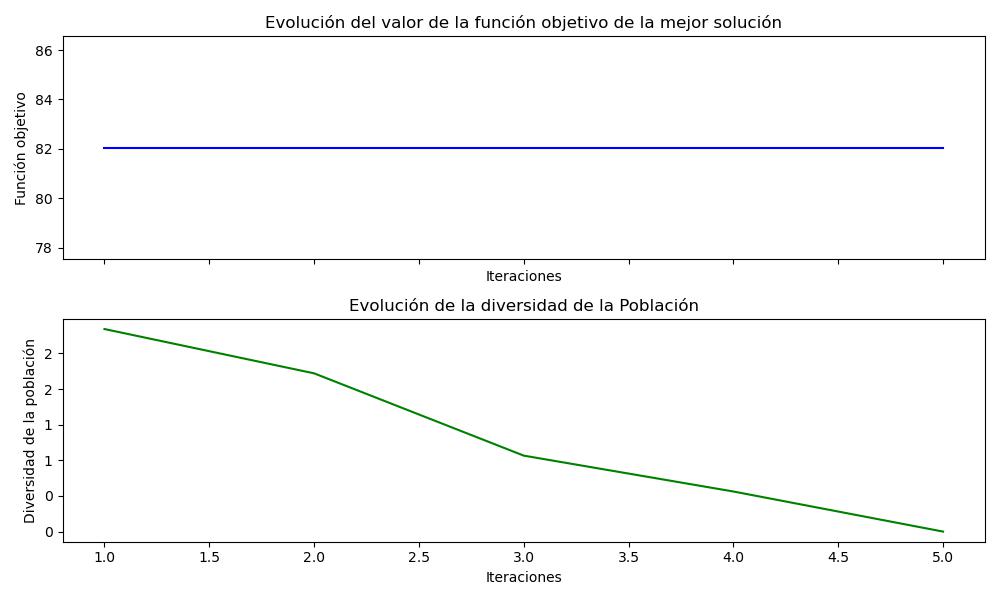 Evolución del valor de la función objetivo de la mejor solución
Función objetivo
86
84
82
80
78
Iteraciones
Evolución de la diversidad de la Población
Diversidad de la población
2
2
1
1
0
0
1.0 1.5 2.0 2.5 3.0 3.5 4.0 4.5 5.0
Iteraciones